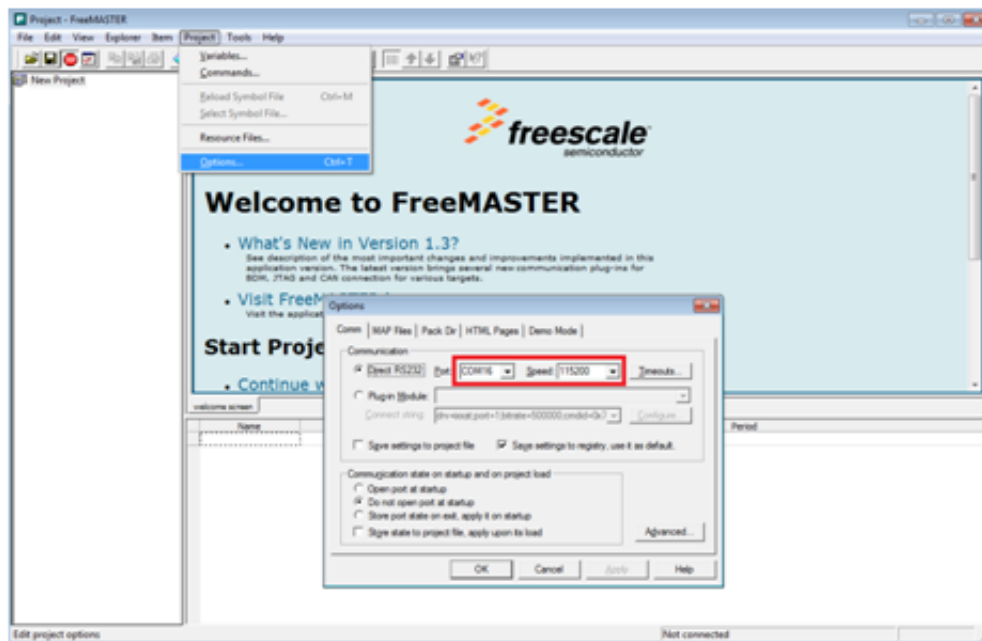 Project - FreeMASTER
File Edit View Explorer Item Project Tools Help
Variables...
Commands...
Reload Symbol File Ctrl+M
Select Symbol File...
Resource Files...
Options... Ctrl+T
New Project
freescale
semiconductor
Welcome to FreeMASTER
What's New in Version 1.3?
See description of the most important changes and improvements implemented in this
application version. The latest version brings several new communication plug-ins for
BDM, JTAG and CAN connection for various targets.
Visit FreeM
Visit the applicat
Start Proje
Continue w
welcome screen
Name Period
Options
Comm MAP Files Pack Dir HTML Pages Demo Mode
Communication
Direct RS232 Port: COM16 Speed: 115200 Timeouts...
Plug-in Module:
Connect string: Configure...
Save settings to project file Save settings to registry, use it as default.
Communication state on startup and on project load
Open port at startup
Do not open port at startup
Store port state on exit, apply it on startup
Store state to project file, apply upon its load
Advanced...
OK Cancel Apply Help
Edit project options Not connected